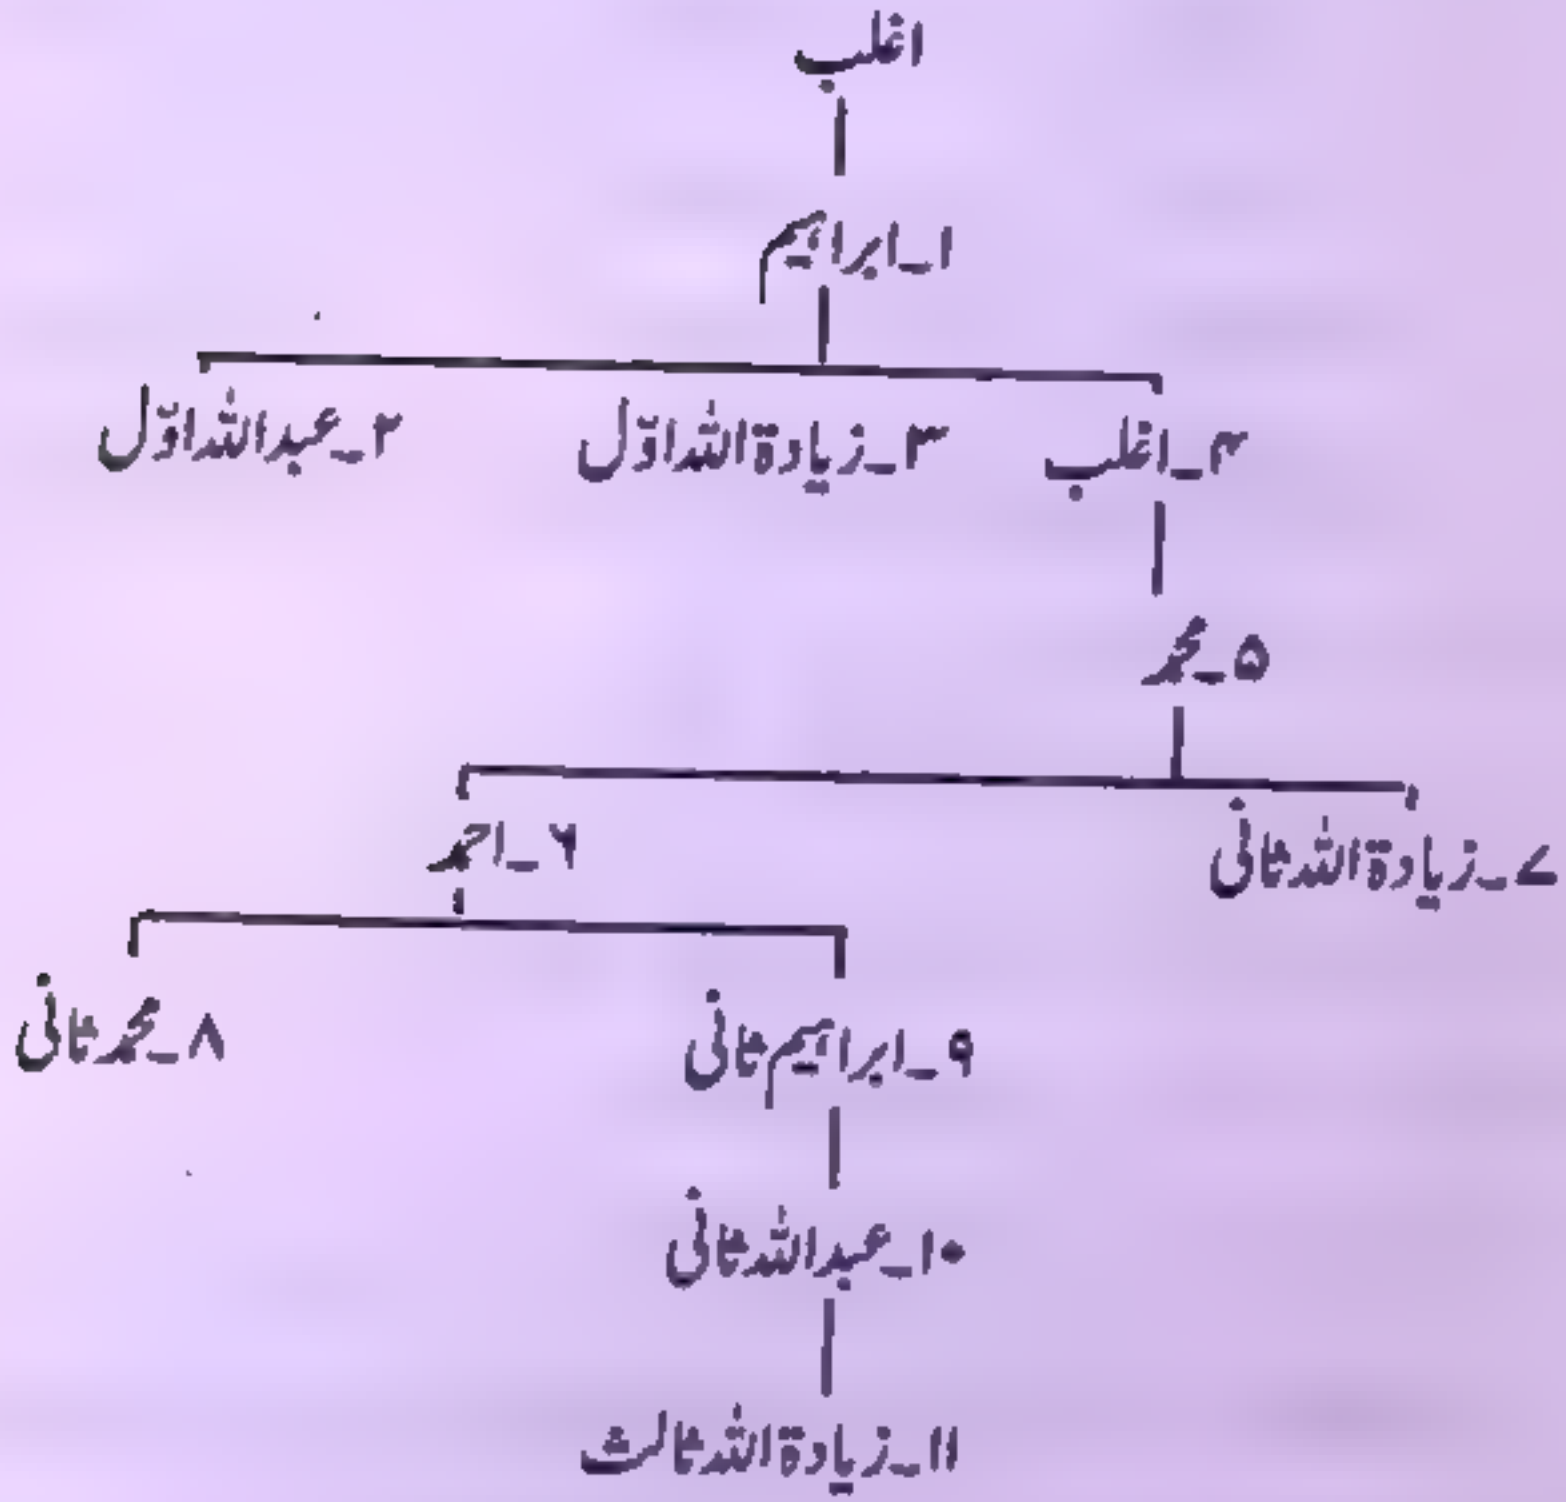 اغلب
۱۔ابراہیم
۴۔اغلب ۳۔زیادۃ اللہ اوّل ۲۔عبداللہ اوّل
۵۔محمد
۷۔زیادۃ اللہ ثانی ۶۔احمد
۹۔ابراہیم ثانی ۸۔محمد ثانی
۱۰۔عبداللہ ثانی
۱۱۔زیادۃ اللہ ثالث